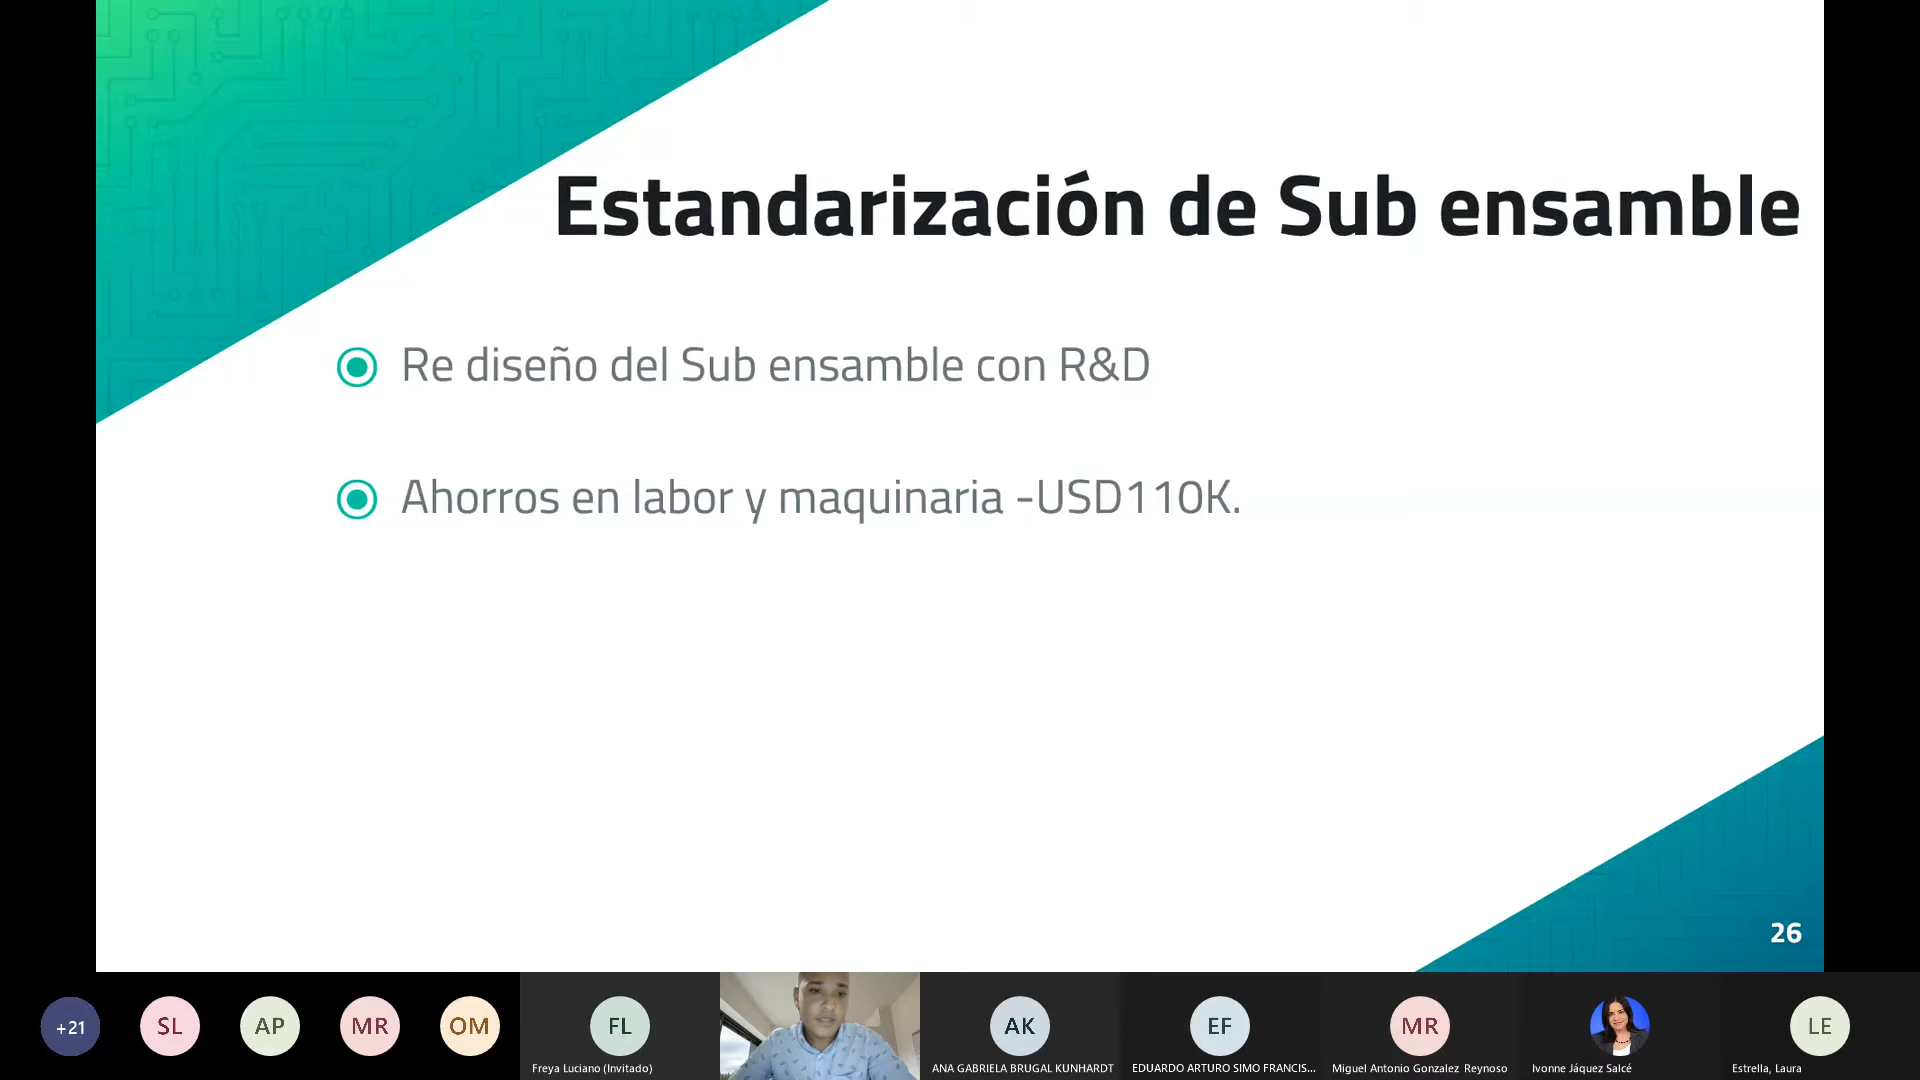 Estandarización de Sub ensamble
Re diseño del Sub ensamble con R&D
Ahorros en labor y maquinaria -USD110K.
26
+21
SL
AP
MR
OM
FL
AK
EF
MR
LE
Freya Luciano (Invitado)
ANA GABRIELA BRUGAL KUNHARDT
EDUARDO ARTURO SIMO FRANCIS...
Miguel Antonio Gonzalez Reynoso
Ivonne Jáquez Salcé
Estrella, Laura